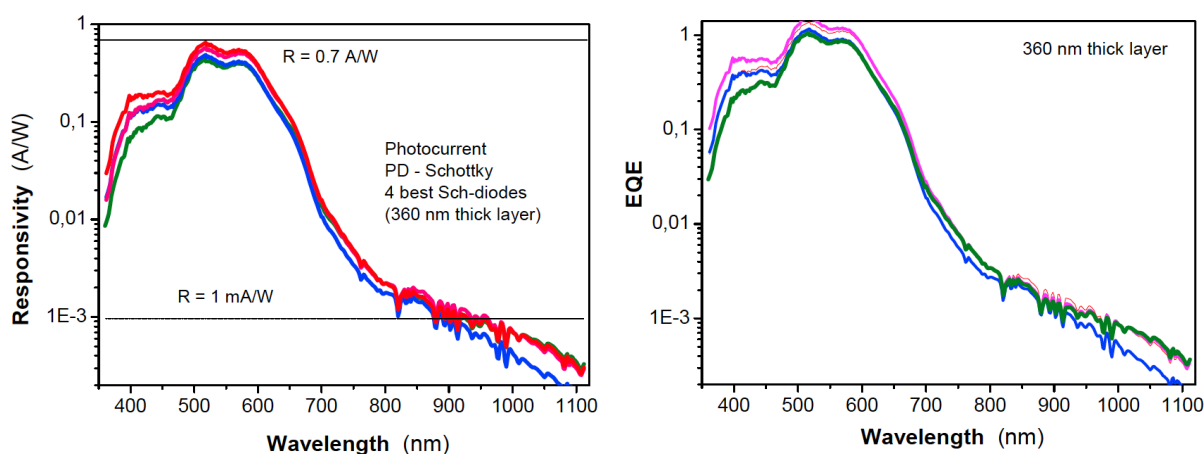 1
0,1
0,01
1E-3
Responsivity (A/W)
R = 0.7 A/W
Photocurrent
PD - Schottky
4 best Sch-diodes
(360 nm thick layer)
R = 1 mA/W
400 500 600 700 800 900 1000 1100
Wavelength (nm)
1
0,1
0,01
1E-3
EQE
360 nm thick layer
400 500 600 700 800 900 1000 1100
Wavelength (nm)